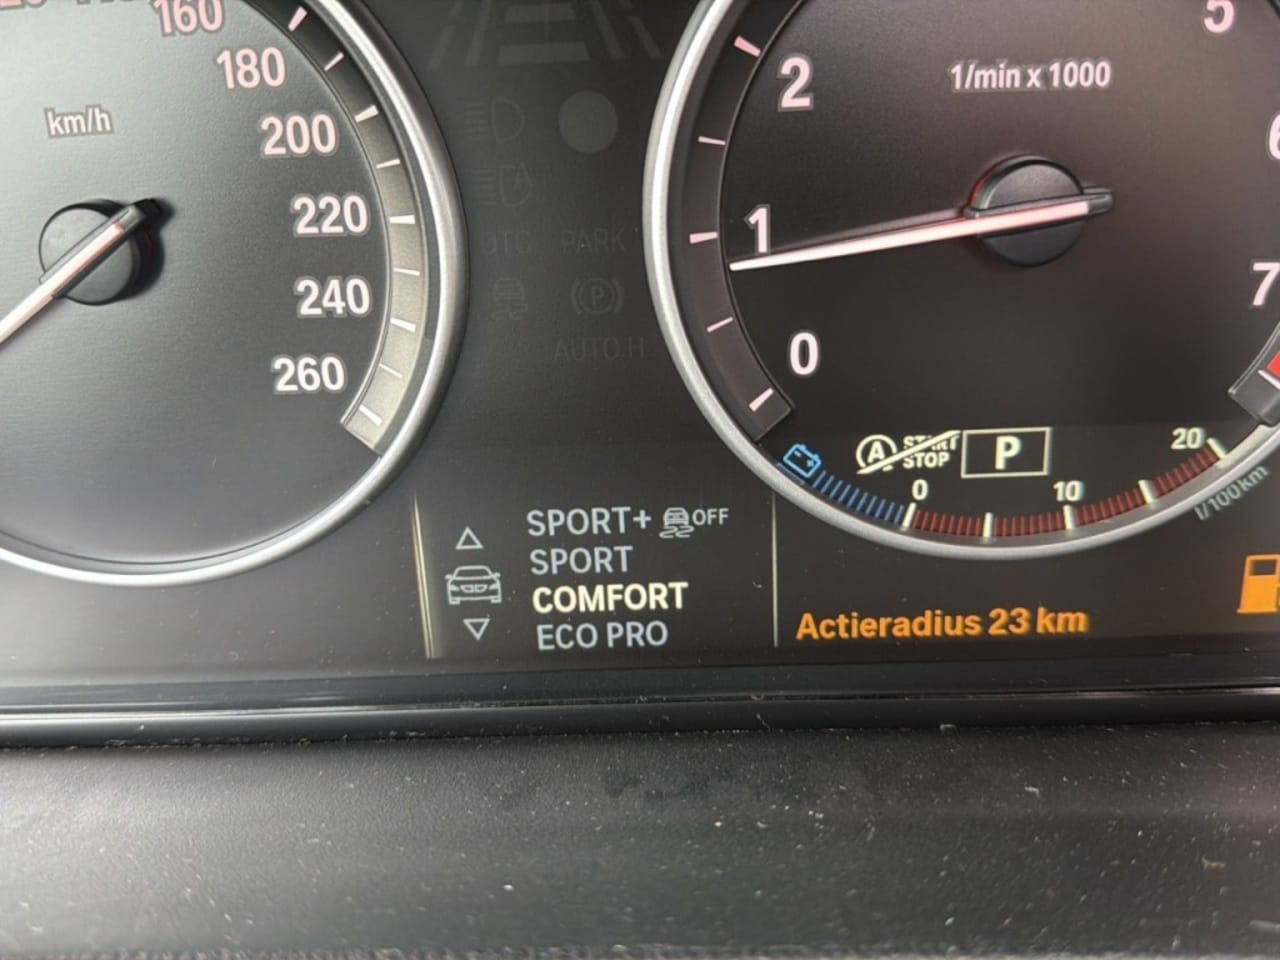 160
180
200
220
240
260
km/h
1/min x 1000
0
1
2
5
7
DTC PARK
P
AUTO H
A START STOP P
0 10 20
l/100km
SPORT+ OFF
SPORT
COMFORT
ECO PRO
Actieradius 23 km